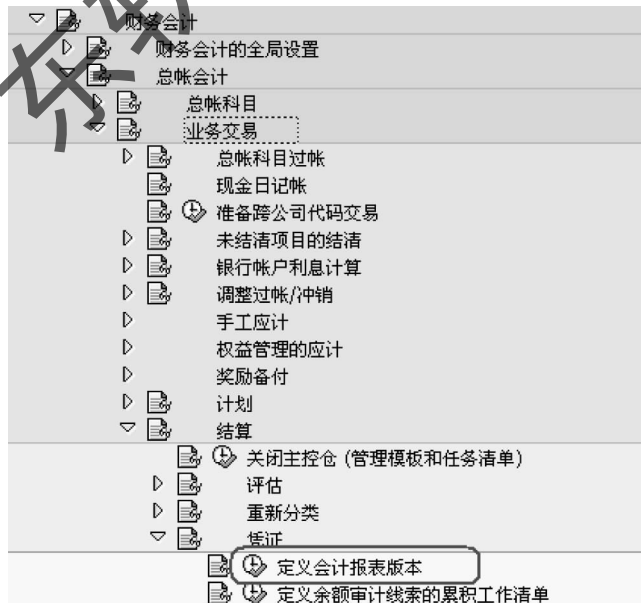 财务会计
财务会计的全局设置
总帐会计
总帐科目
业务交易
总帐科目过帐
现金日记帐
准备跨公司代码交易
未结清项目的结清
银行帐户利息计算
调整过帐/冲销
手工应计
权益管理的应计
奖励备付
计划
结算
关闭主控仓 (管理模板和任务清单)
评估
重新分类
凭证
定义会计报表版本
定义余额审计线索的累积工作清单